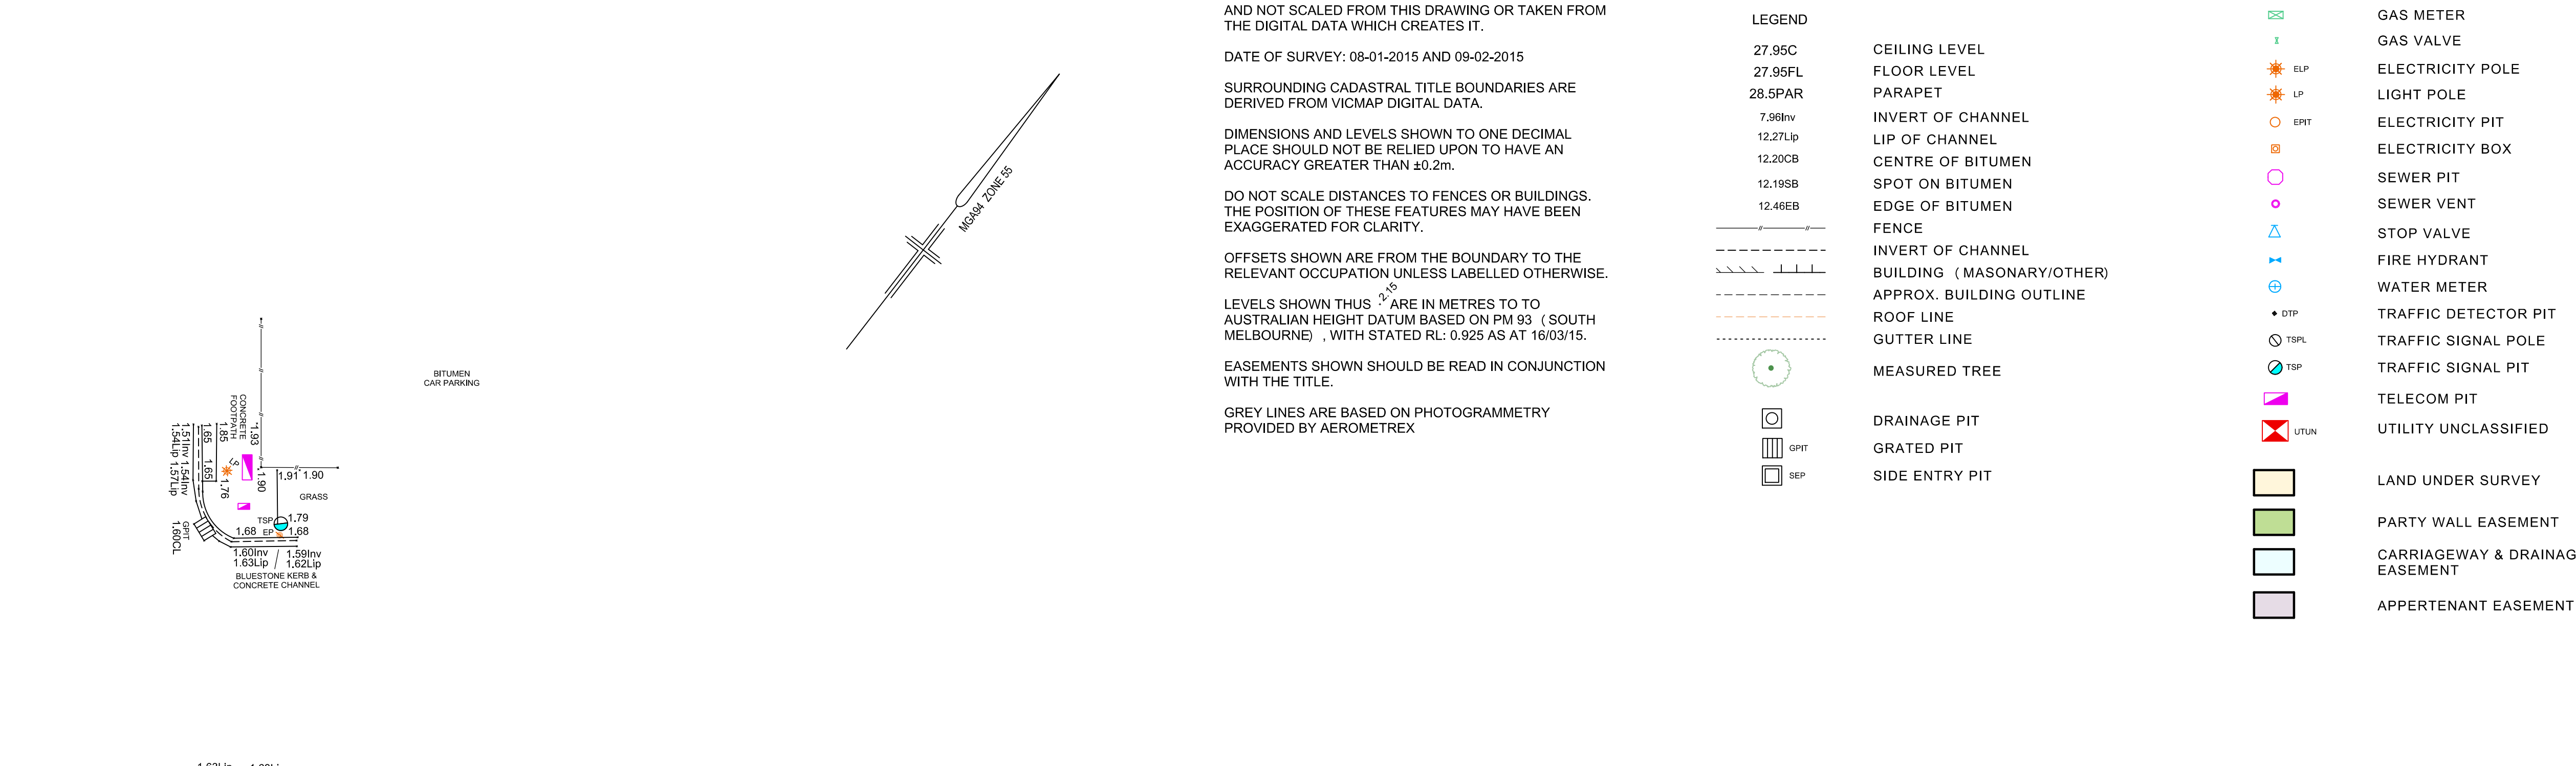 AND NOT SCALED FROM THIS DRAWING OR TAKEN FROM
THE DIGITAL DATA WHICH CREATES IT.
DATE OF SURVEY: 08-01-2015 AND 09-02-2015
SURROUNDING CADASTRAL TITLE BOUNDARIES ARE
DERIVED FROM VICMAP DIGITAL DATA.
DIMENSIONS AND LEVELS SHOWN TO ONE DECIMAL
PLACE SHOULD NOT BE RELIED UPON TO HAVE AN
ACCURACY GREATER THAN ±0.2m.
DO NOT SCALE DISTANCES TO FENCES OR BUILDINGS.
THE POSITION OF THESE FEATURES MAY HAVE BEEN
EXAGGERATED FOR CLARITY.
OFFSETS SHOWN ARE FROM THE BOUNDARY TO THE
RELEVANT OCCUPATION UNLESS LABELLED OTHERWISE.
LEVELS SHOWN THUS .2.15 ARE IN METRES TO TO
AUSTRALIAN HEIGHT DATUM BASED ON PM 93 (SOUTH
MELBOURNE) , WITH STATED RL: 0.925 AS AT 16/03/15.
EASEMENTS SHOWN SHOULD BE READ IN CONJUNCTION
WITH THE TITLE.
GREY LINES ARE BASED ON PHOTOGRAMMETRY
PROVIDED BY AEROMETREX
LEGEND
27.95C CEILING LEVEL
27.95FL FLOOR LEVEL
28.5PAR PARAPET
7.96Inv INVERT OF CHANNEL
12.27Lip LIP OF CHANNEL
12.20CB CENTRE OF BITUMEN
12.19SB SPOT ON BITUMEN
12.46EB EDGE OF BITUMEN
FENCE
INVERT OF CHANNEL
BUILDING (MASONARY/OTHER)
APPROX. BUILDING OUTLINE
ROOF LINE
GUTTER LINE
MEASURED TREE
DRAINAGE PIT
GPIT GRATED PIT
SEP SIDE ENTRY PIT
GAS METER
GAS VALVE
ELP ELECTRICITY POLE
LP LIGHT POLE
EPIT ELECTRICITY PIT
ELECTRICITY BOX
SEWER PIT
SEWER VENT
STOP VALVE
FIRE HYDRANT
WATER METER
DTP TRAFFIC DETECTOR PIT
TSPL TRAFFIC SIGNAL POLE
TSP TRAFFIC SIGNAL PIT
TELECOM PIT
UTUN UTILITY UNCLASSIFIED
LAND UNDER SURVEY
PARTY WALL EASEMENT
CARRIAGEWAY & DRAINAG
EASEMENT
APPERTENANT EASEMENT
MGA94 ZONE 55
BITUMEN
CAR PARKING
CONCRETE
FOOTPATH
1.93
1.85
1.65
1.51Inv 1.54Inv
1.54Lip 1.57Lip
1.65
LP
1.76
1.90
1.91 1.90
GRASS
TSP 1.79
1.68 EP 1.68
GPIT
1.60CL
1.60Inv 1.59Inv
1.63Lip 1.62Lip
BLUESTONE KERB &
CONCRETE CHANNEL